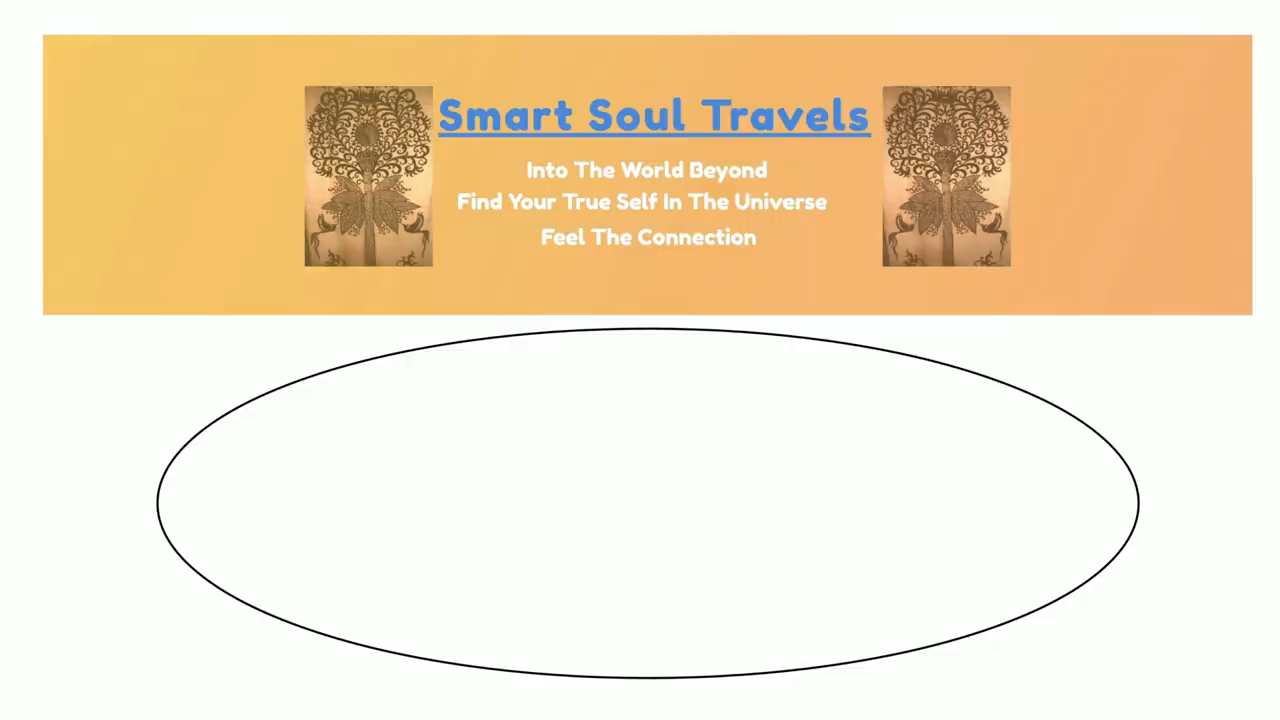 Smart Soul Travels
Into The World Beyond
Find Your True Self In The Universe
Feel The Connection